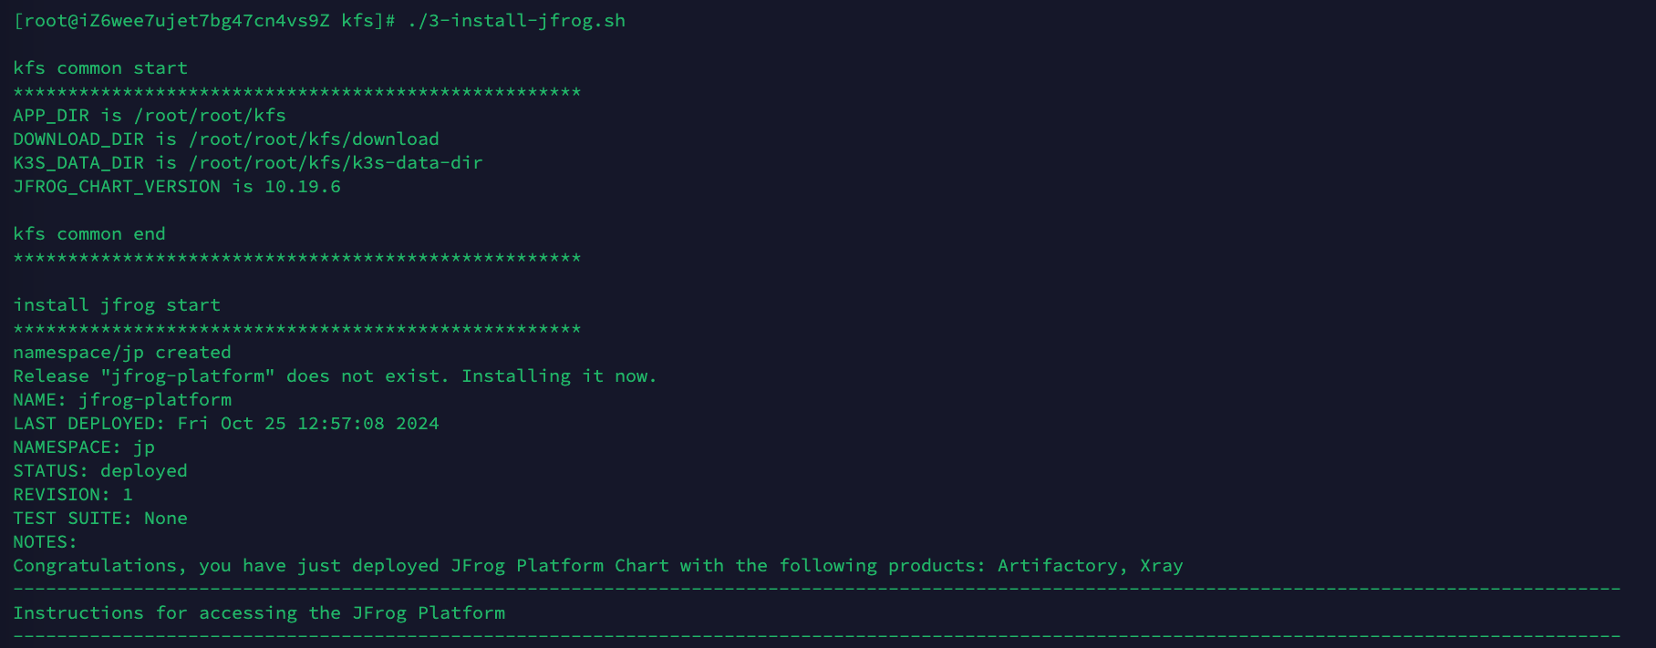 [root@iZ6wee7ujet7bg47cn4vs9Z kfs]# ./3-install-jfrog.sh
kfs common start
****************************************************
APP_DIR is /root/root/kfs
DOWNLOAD_DIR is /root/root/kfs/download
K3S_DATA_DIR is /root/root/kfs/k3s-data-dir
JFROG_CHART_VERSION is 10.19.6
kfs common end
****************************************************
install jfrog start
****************************************************
namespace/jp created
Release "jfrog-platform" does not exist. Installing it now.
NAME: jfrog-platform
LAST DEPLOYED: Fri Oct 25 12:57:08 2024
NAMESPACE: jp
STATUS: deployed
REVISION: 1
TEST SUITE: None
NOTES:
Congratulations, you have just deployed JFrog Platform Chart with the following products: Artifactory, Xray
---------------------------------------------------------------------------------------------------------------------------------------------------
Instructions for accessing the JFrog Platform
---------------------------------------------------------------------------------------------------------------------------------------------------